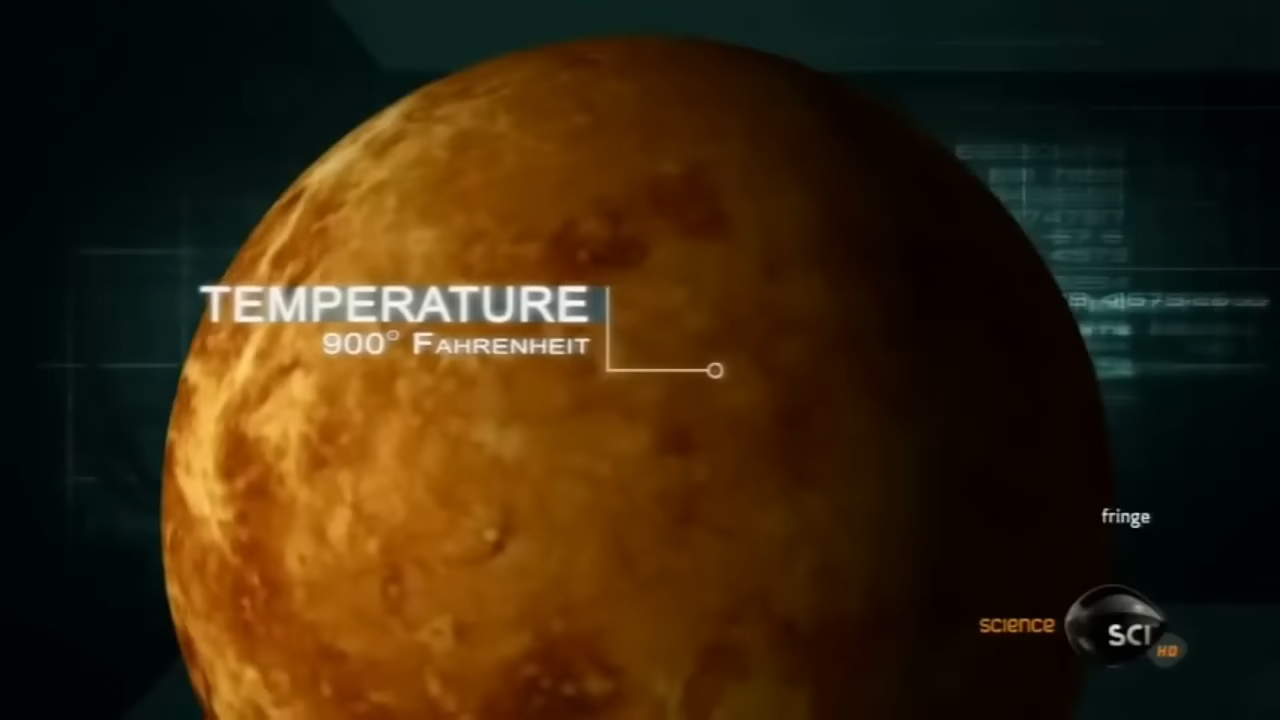 TEMPERATURE
900° FAHRENHEIT
fringe
science
SCI
HD